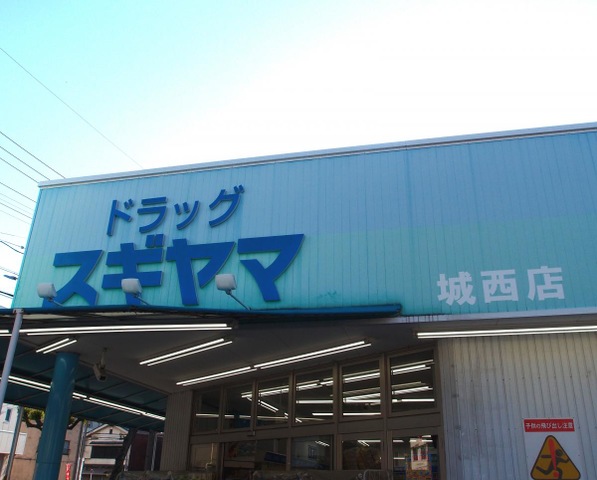 ドラッグ
スギヤマ
城西店
子供の飛び出し注意